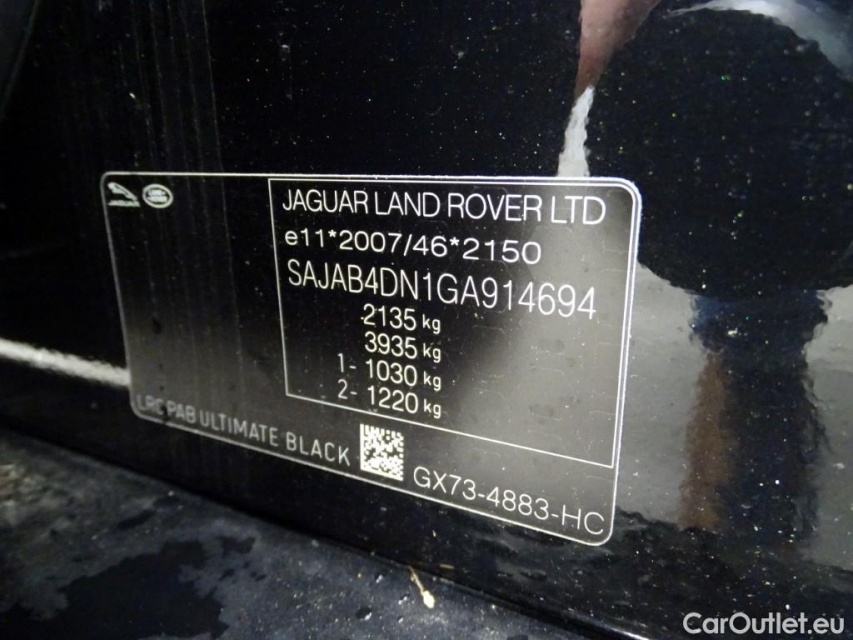 JAGUAR LAND ROVER LTD
e11*2007/46*2150
SAJAB4DN1GA914694
2135 kg
3935 kg
1- 1030 kg
2- 1220 kg
LRC PAB ULTIMATE BLACK
GX73-4883-HC
CarOutlet.eu